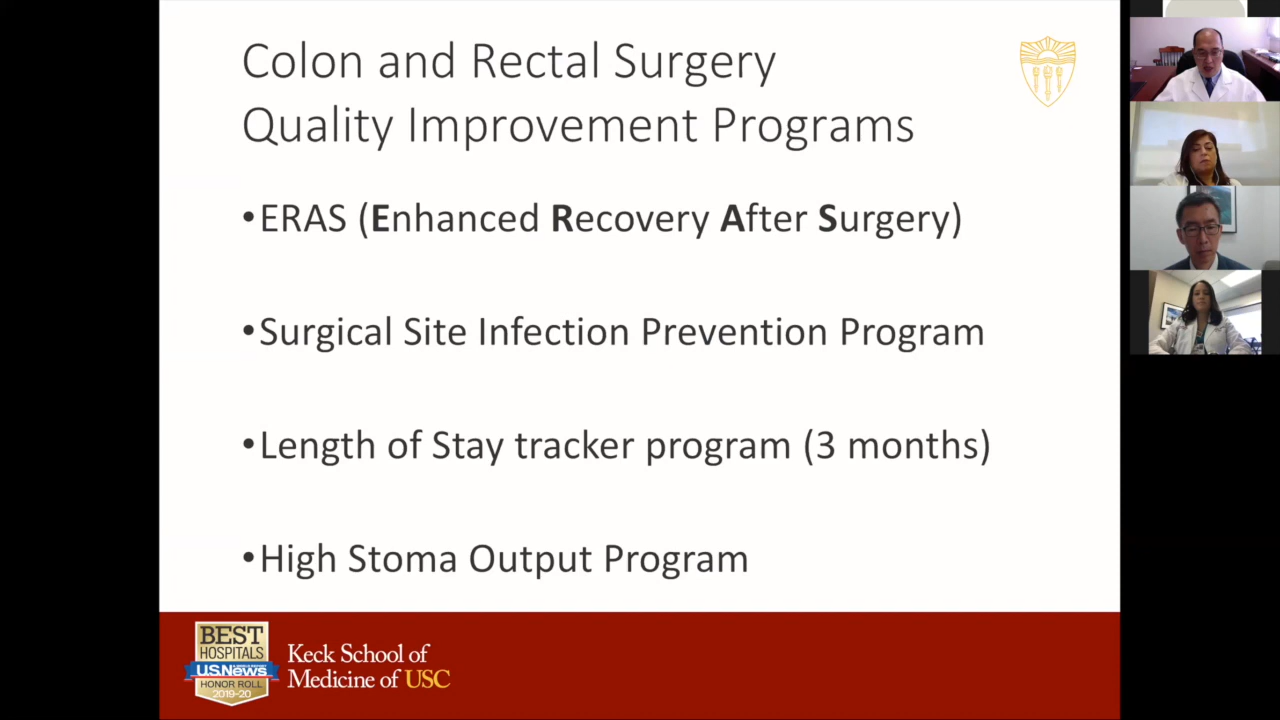 Colon and Rectal Surgery
Quality Improvement Programs
•ERAS (Enhanced Recovery After Surgery)
•Surgical Site Infection Prevention Program
•Length of Stay tracker program (3 months)
•High Stoma Output Program
BEST
HOSPITALS
U.S.News
HONOR ROLL
2019-20
Keck School of
Medicine of USC